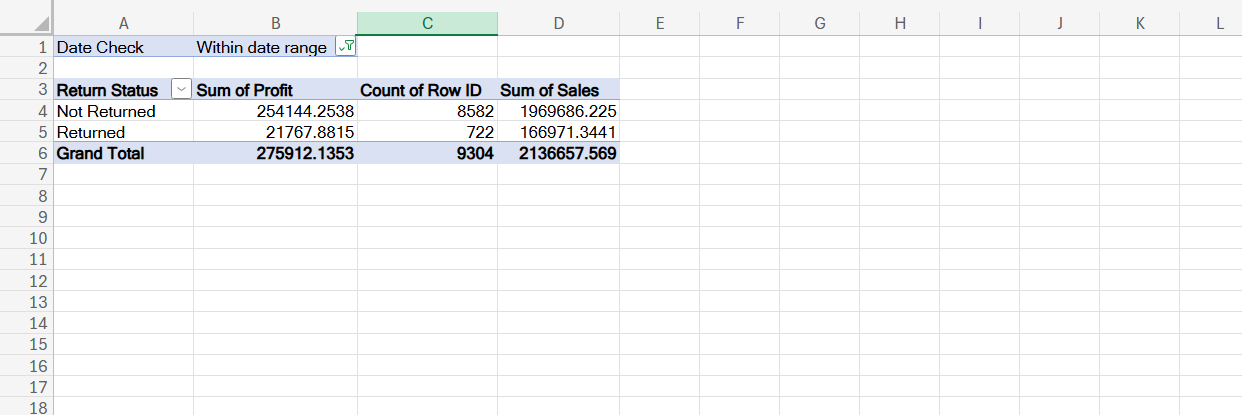 A B C D E F G H I J K L
1 Date Check Within date range
2
3 Return Status Sum of Profit Count of Row ID Sum of Sales
4 Not Returned 254144.2538 8582 1969686.225
5 Returned 21767.8815 722 166971.3441
6 Grand Total 275912.1353 9304 2136657.569
7
8
9
10
11
12
13
14
15
16
17
18